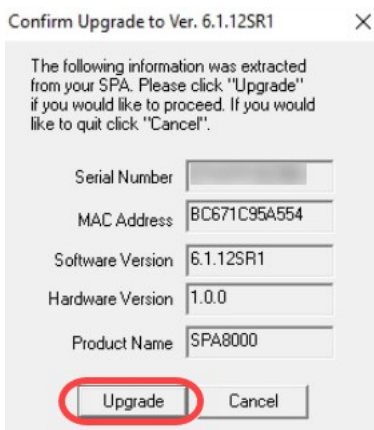 Confirm Upgrade to Ver. 6.1.12SR1
The following information was extracted
from your SPA. Please click "Upgrade"
if you would like to proceed. If you would
like to quit click "Cancel".
Serial Number
MAC Address BC671C95A554
Software Version 6.1.12SR1
Hardware Version 1.0.0
Product Name SPA8000
Upgrade Cancel